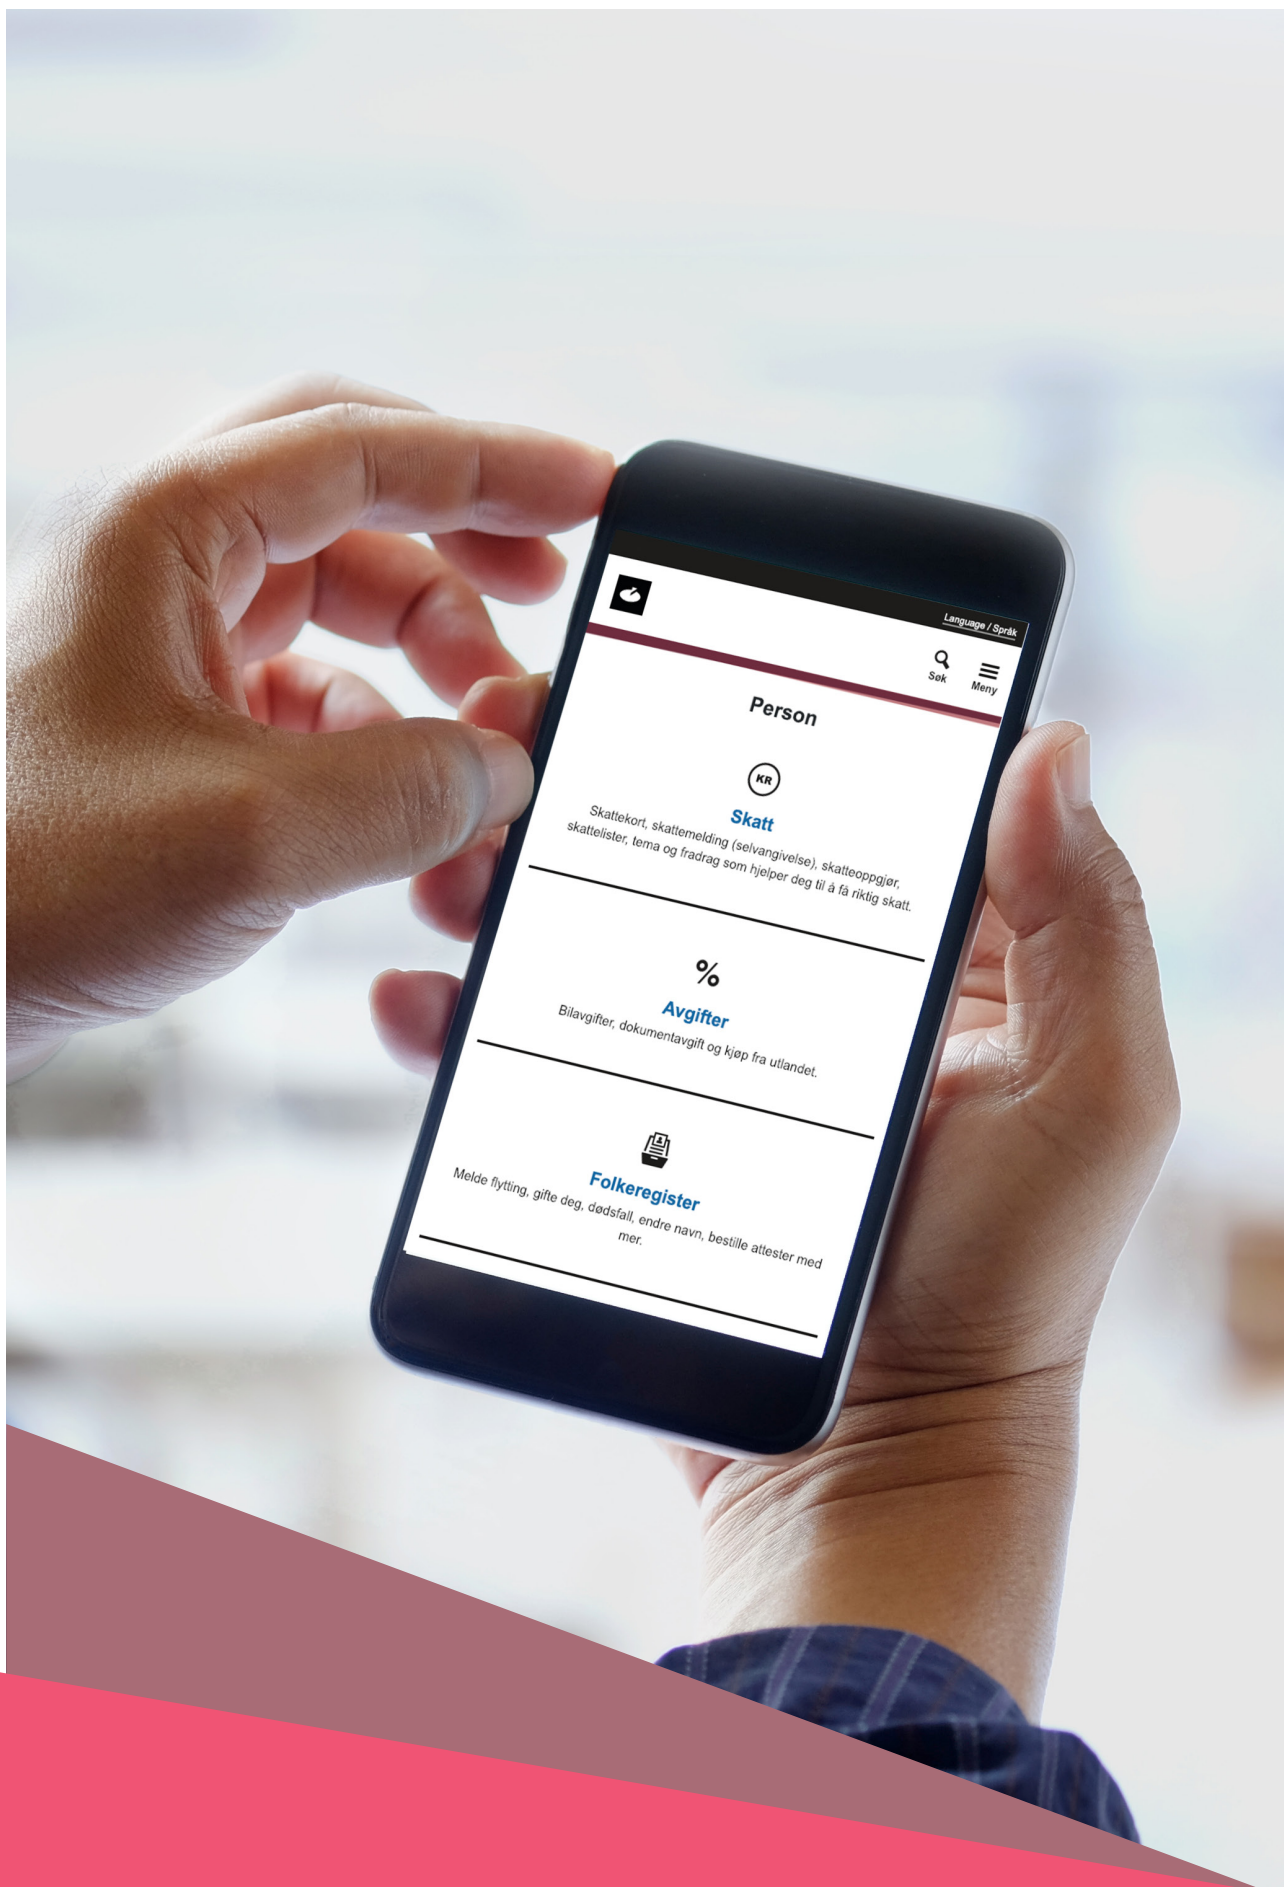 Language / Språk
Søk
Meny
Person
KR
Skatt
Skattekort, skattemelding (selvangivelse), skatteoppgjør,
skattelister, tema og fradrag som hjelper deg til å få riktig skatt.
%
Avgifter
Bilavgifter, dokumentavgift og kjøp fra utlandet.
Folkeregister
Melde flytting, gifte deg, dødsfall, endre navn, bestille attester med
mer.